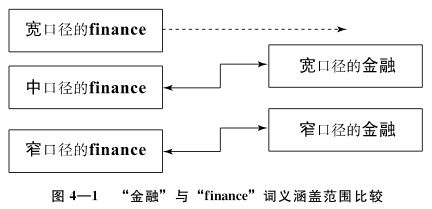 宽口径的finance
宽口径的金融
中口径的finance
窄口径的金融
窄口径的finance
图 4—1 “金融”与“finance”词义涵盖范围比较